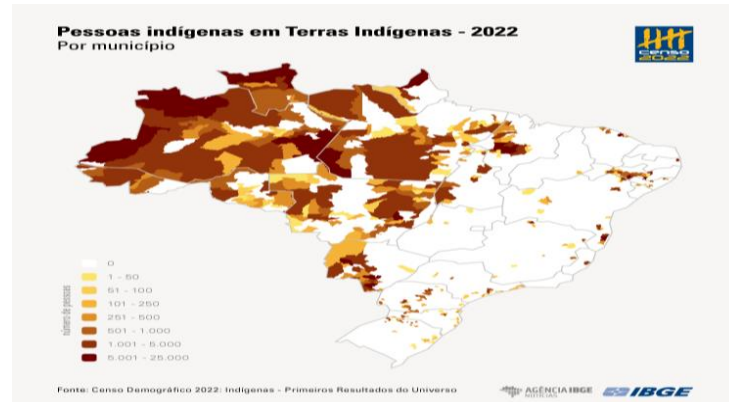 Pessoas indígenas em Terras Indígenas - 2022
Por município
censo
2022
número de pessoas
0
1 - 50
51 - 100
101 - 250
251 - 500
501 - 1.000
1.001 - 5.000
5.001 - 25.000
Fonte: Censo Demográfico 2022: Indígenas - Primeiros Resultados do Universo
AGÊNCIA IBGE
NOTÍCIAS
IBGE